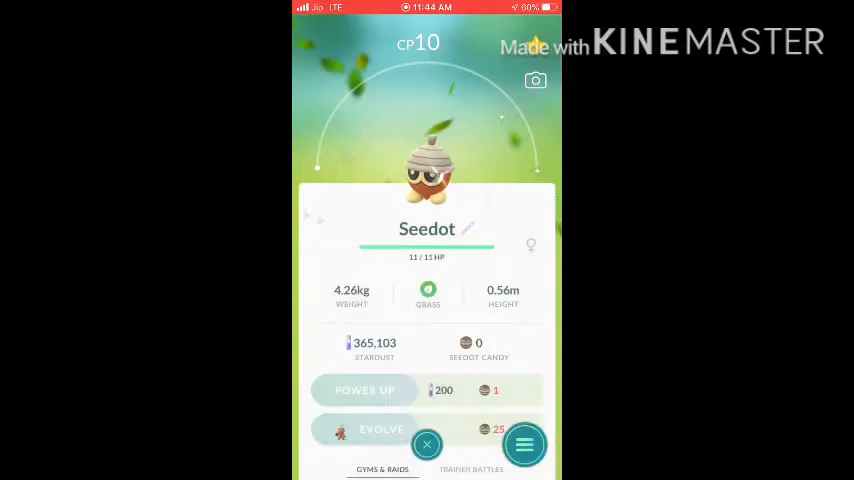 Jio LTE 11:44 AM 60%
CP10
Made with KINEMASTER
Seedot
11 / 11 HP
4.26kg 0.56m
WEIGHT GRASS HEIGHT
365,103 0
STARDUST SEEDOT CANDY
POWER UP 200 1
EVOLVE 25
GYMS & RAIDS TRAINER BATTLES